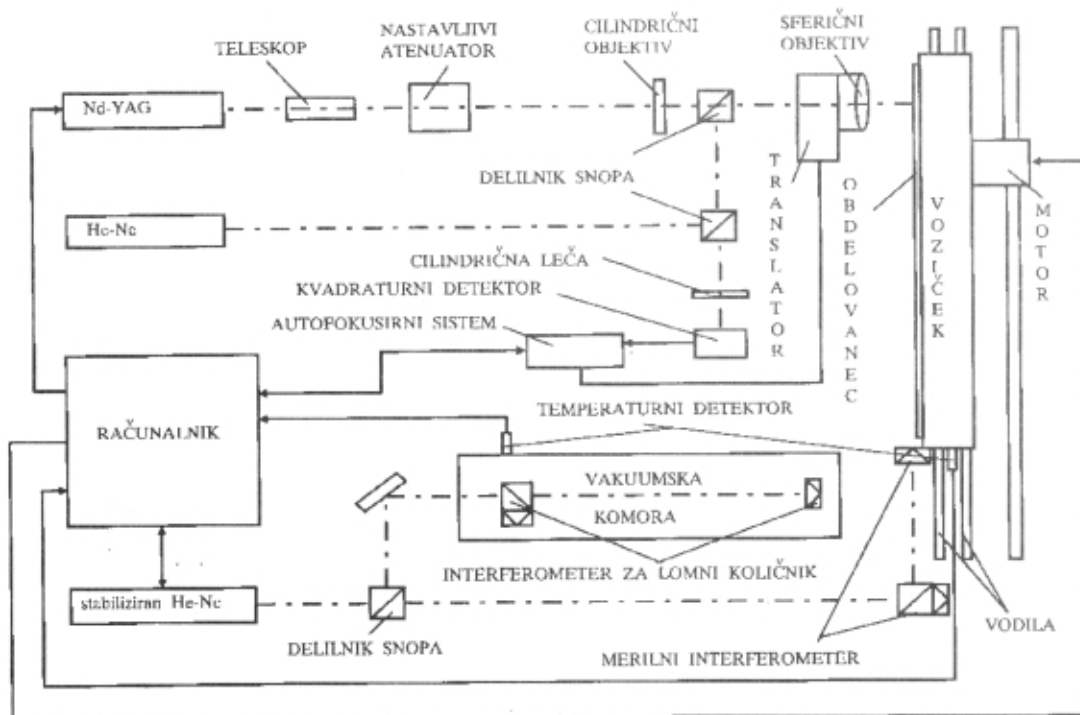 TELESKOP
NASTAVLJIVI
ATENUATOR
CILINDRIČNI
OBJEKTIV
SFERIČNI
OBJEKTIV
Nd-YAG
DELILNIK SNOPA
TRANSLATOR
OBDELOVANEC
VOZIČEK
MOTOR
He-Ne
CILINDRIČNA LEČA
KVADRATURNI DETEKTOR
AUTOFOKUSIRNI SISTEM
RAČUNALNIK
TEMPERATURNI DETEKTOR
VAKUUMSKA
KOMORA
INTERFEROMETER ZA LOMNI KOLIČNIK
stabiliziran He-Ne
DELILNIK SNOPA
MERILNI INTERFEROMETER
VODILA